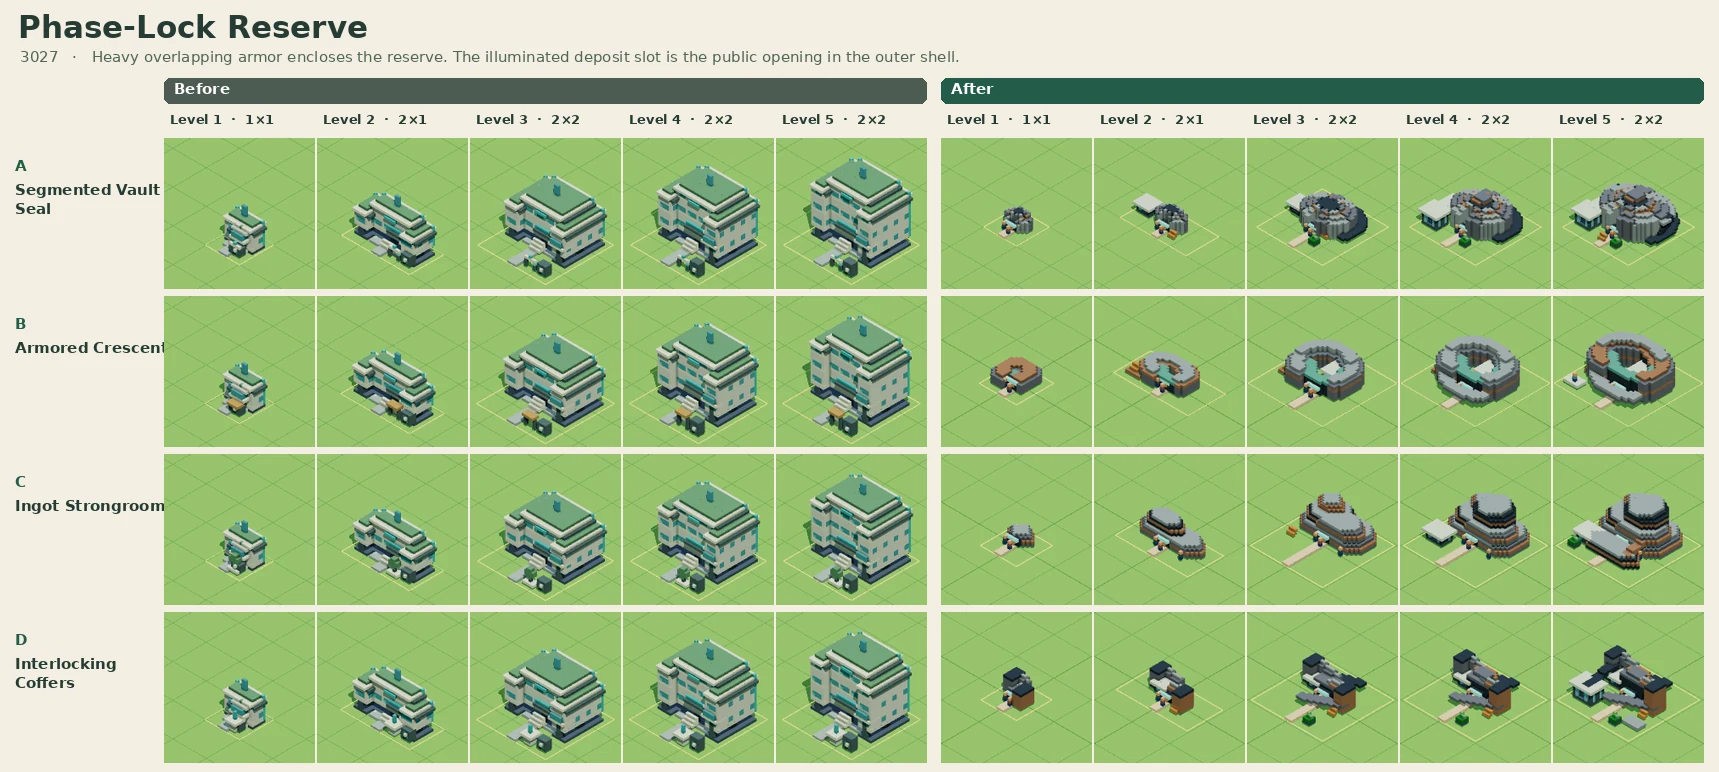 Phase-Lock Reserve
3027 · Heavy overlapping armor encloses the reserve. The illuminated deposit slot is the public opening in the outer shell.
Before After
Level 1 · 1×1 Level 2 · 2×1 Level 3 · 2×2 Level 4 · 2×2 Level 5 · 2×2 Level 1 · 1×1 Level 2 · 2×1 Level 3 · 2×2 Level 4 · 2×2 Level 5 · 2×2
A
Segmented Vault
Seal
B
Armored Crescent
C
Ingot Strongroom
D
Interlocking
Coffers